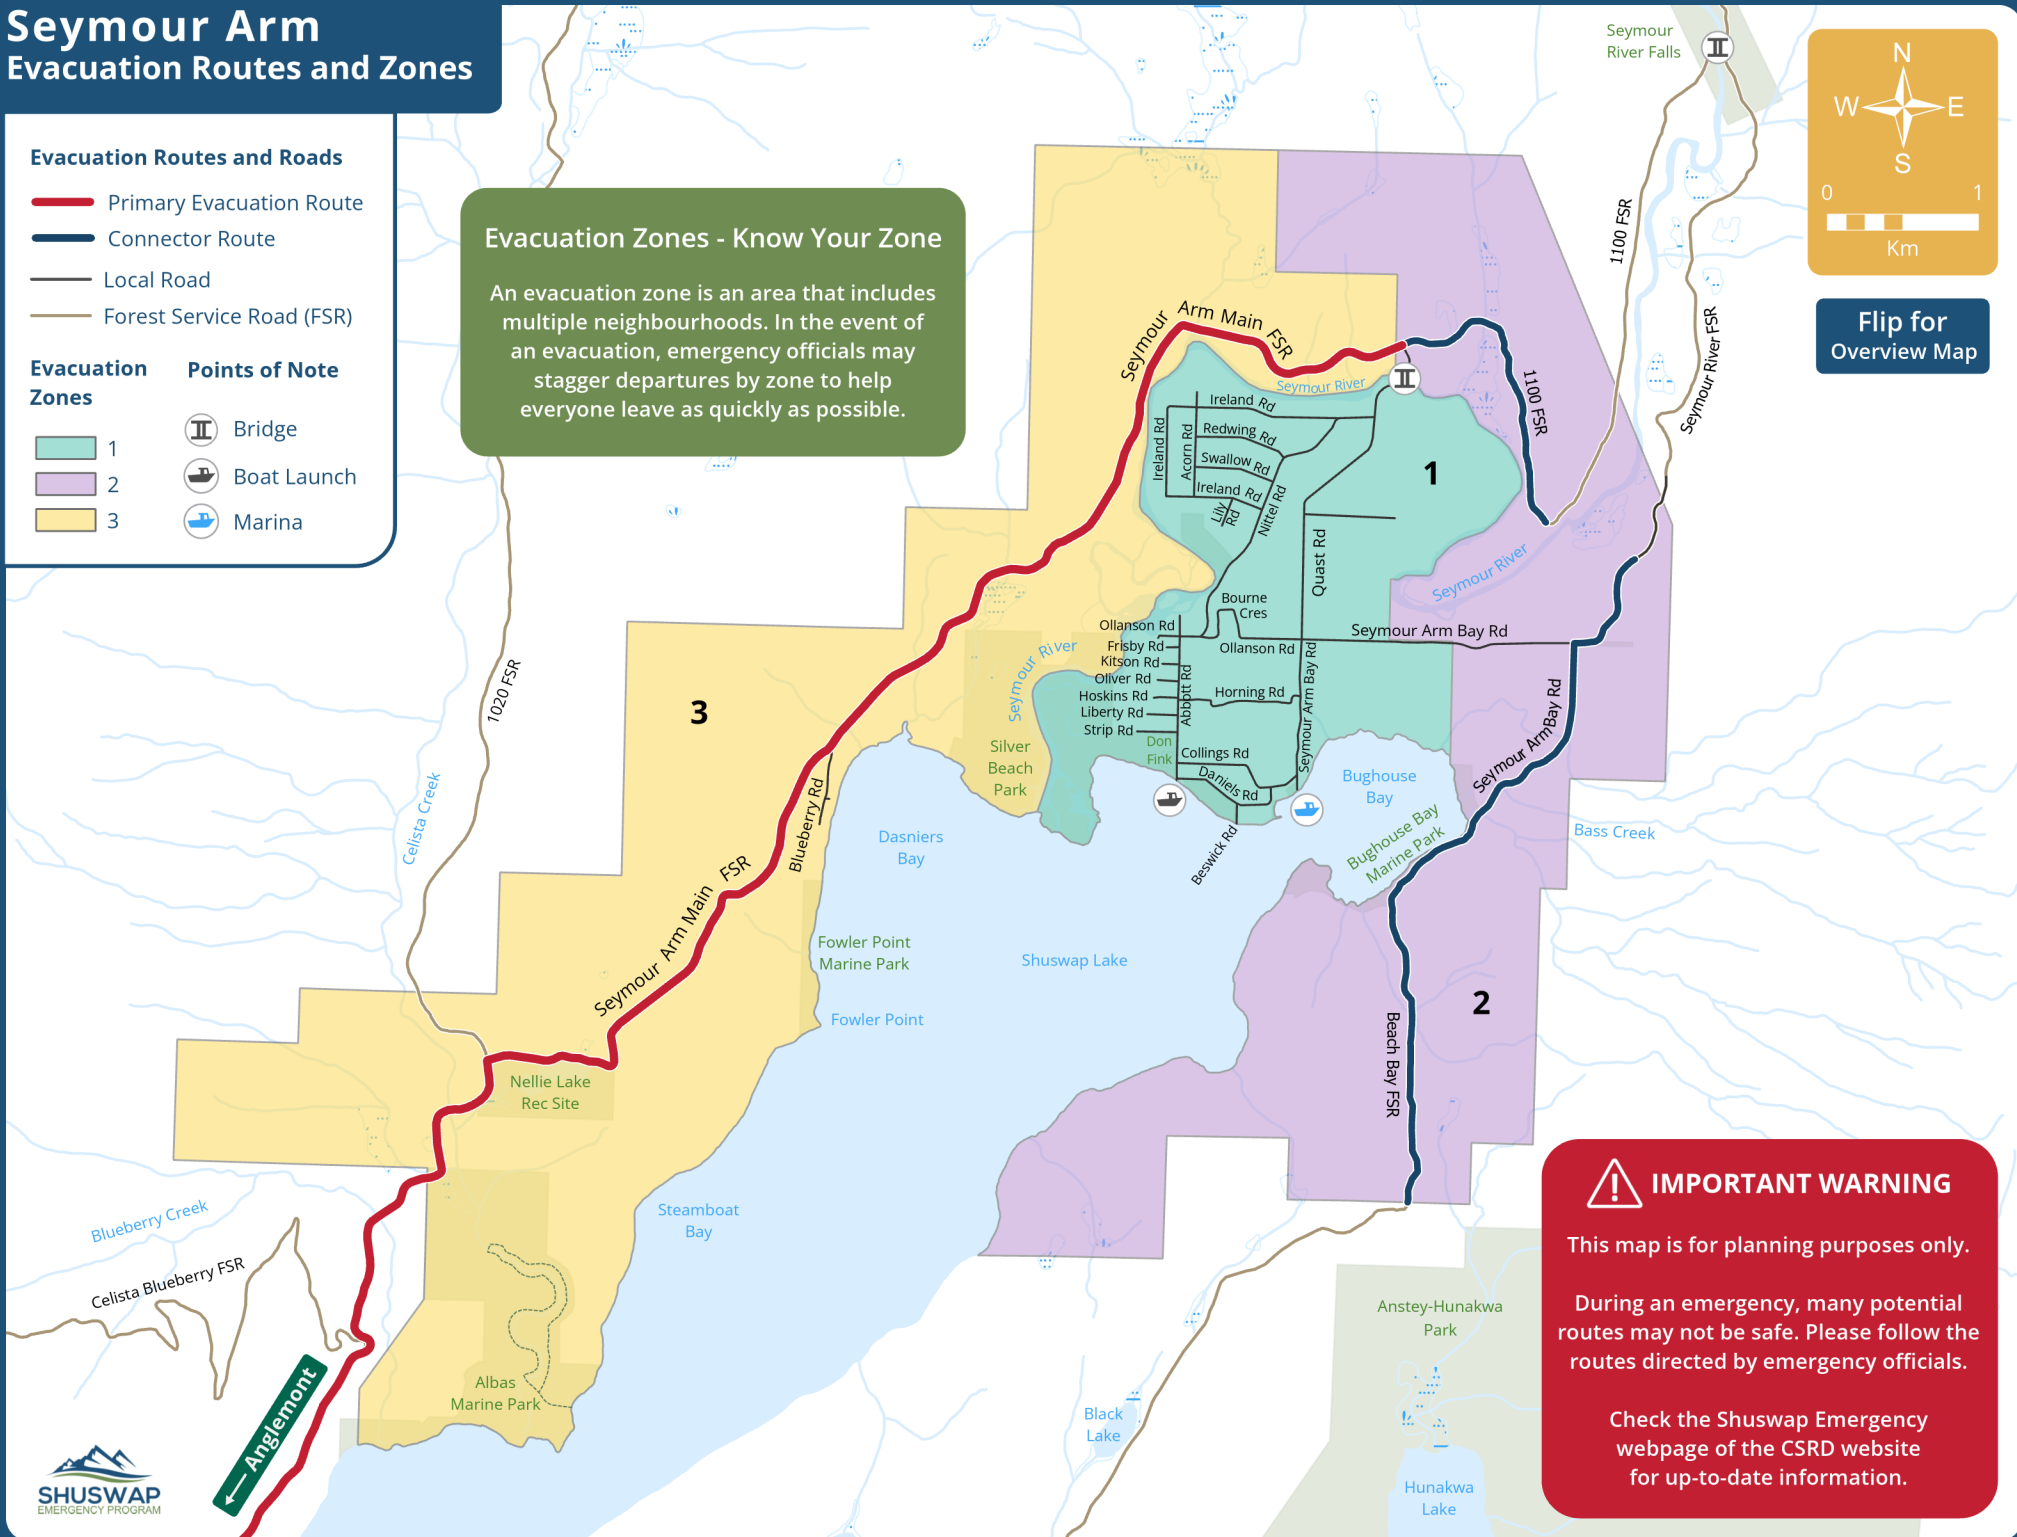 Seymour Arm
Evacuation Routes and Zones
Evacuation Routes and Roads
Primary Evacuation Route
Connector Route
Local Road
Forest Service Road (FSR)
Evacuation
Zones
1
2
3
Points of Note
Bridge
Boat Launch
Marina
Evacuation Zones - Know Your Zone
An evacuation zone is an area that includes
multiple neighbourhoods. In the event of
an evacuation, emergency officials may
stagger departures by zone to help
everyone leave as quickly as possible.
Seymour
River Falls
N
W E
S
0 1
Km
Flip for
Overview Map
1100 FSR
Seymour River FSR
Seymour Arm Main FSR
Seymour River
1100 FSR
Ireland Rd
Redwing Rd
Swallow Rd
Ireland Rd
Ireland Rd
Acorn Rd
Lily
Rd
Nittel Rd
1
Quast Rd
Seymour River
Bourne
Cres
Ollanson Rd
Seymour Arm Bay Rd
Frisby Rd
Ollanson Rd
Kitson Rd
Oliver Rd
Hoskins Rd
Horning Rd
Liberty Rd
Strip Rd
Abbott Rd
Seymour Arm Bay Rd
Don
Fink
Collings Rd
Daniels Rd
Beswick Rd
Seymour River
Silver
Beach
Park
3
1020 FSR
Celista Creek
Blueberry Rd
Seymour Arm Main FSR
Dasniers
Bay
Bughouse
Bay
Bughouse Bay
Marine Park
Seymour ArmBay Rd
Bass Creek
Fowler Point
Marine Park
Shuswap Lake
Fowler Point
2
Beach Bay FSR
Nellie Lake
Rec Site
Steamboat
Bay
Blueberry Creek
Celista Blueberry FSR
Albas
Marine Park
Anglemont
Black
Lake
Anstey-Hunakwa
Park
Hunakwa
Lake
SHUSWAP
EMERGENCY PROGRAM
IMPORTANT WARNING
This map is for planning purposes only.
During an emergency, many potential
routes may not be safe. Please follow the
routes directed by emergency officials.
Check the Shuswap Emergency
webpage of the CSRD website
for up-to-date information.